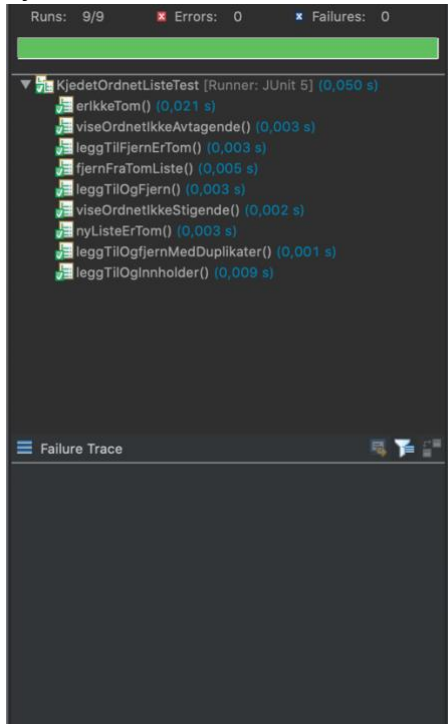 Runs: 9/9 Errors: 0 Failures: 0
KjedetOrdnetListeTest [Runner: JUnit 5] (0,050 s)
erIkkeTom() (0,021 s)
viseOrdnetIkkeAvtagende() (0,003 s)
leggTilFjernErTom() (0,003 s)
fjernFraTomListe() (0,005 s)
leggTilOgFjern() (0,003 s)
viseOrdnetIkkeStigende() (0,002 s)
nyListeErTom() (0,003 s)
leggTilOgfjernMedDuplikater() (0,001 s)
leggTilOgInnholder() (0,009 s)
Failure Trace